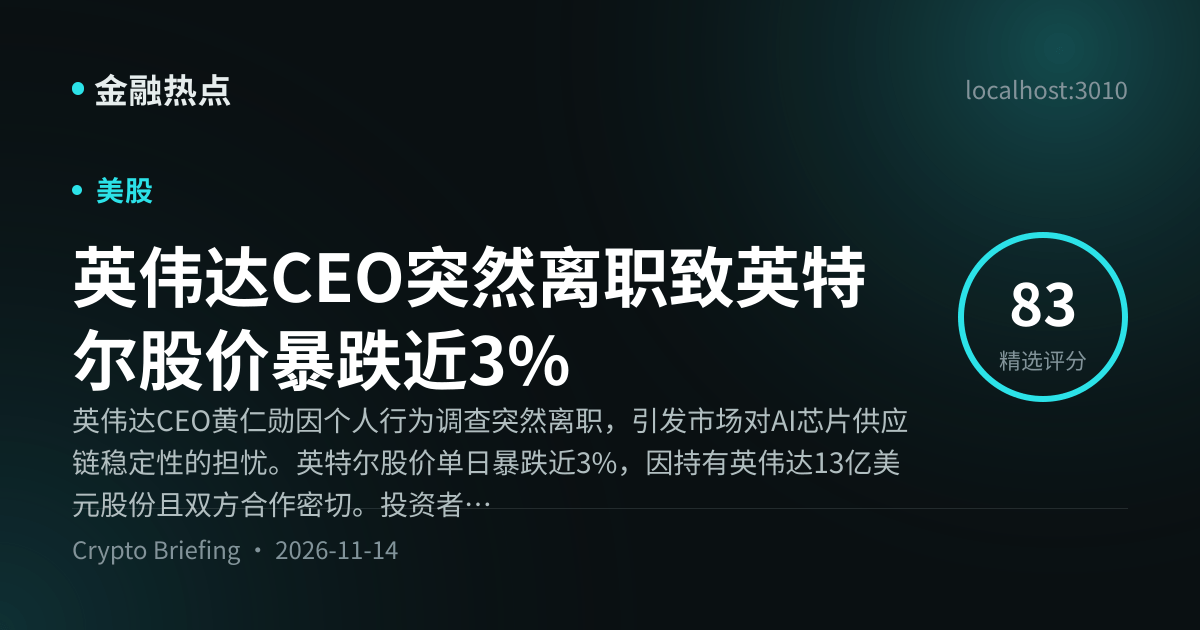 金融热点
localhost:3010
美股
英伟达CEO突然离职致英特
尔股价暴跌近3%
83
精选评分
英伟达CEO黄仁勋因个人行为调查突然离职，引发市场对AI芯片供应
链稳定性的担忧。英特尔股价单日暴跌近3%，因持有英伟达13亿美
元股份且双方合作密切。投资者…
Crypto Briefing · 2026-11-14